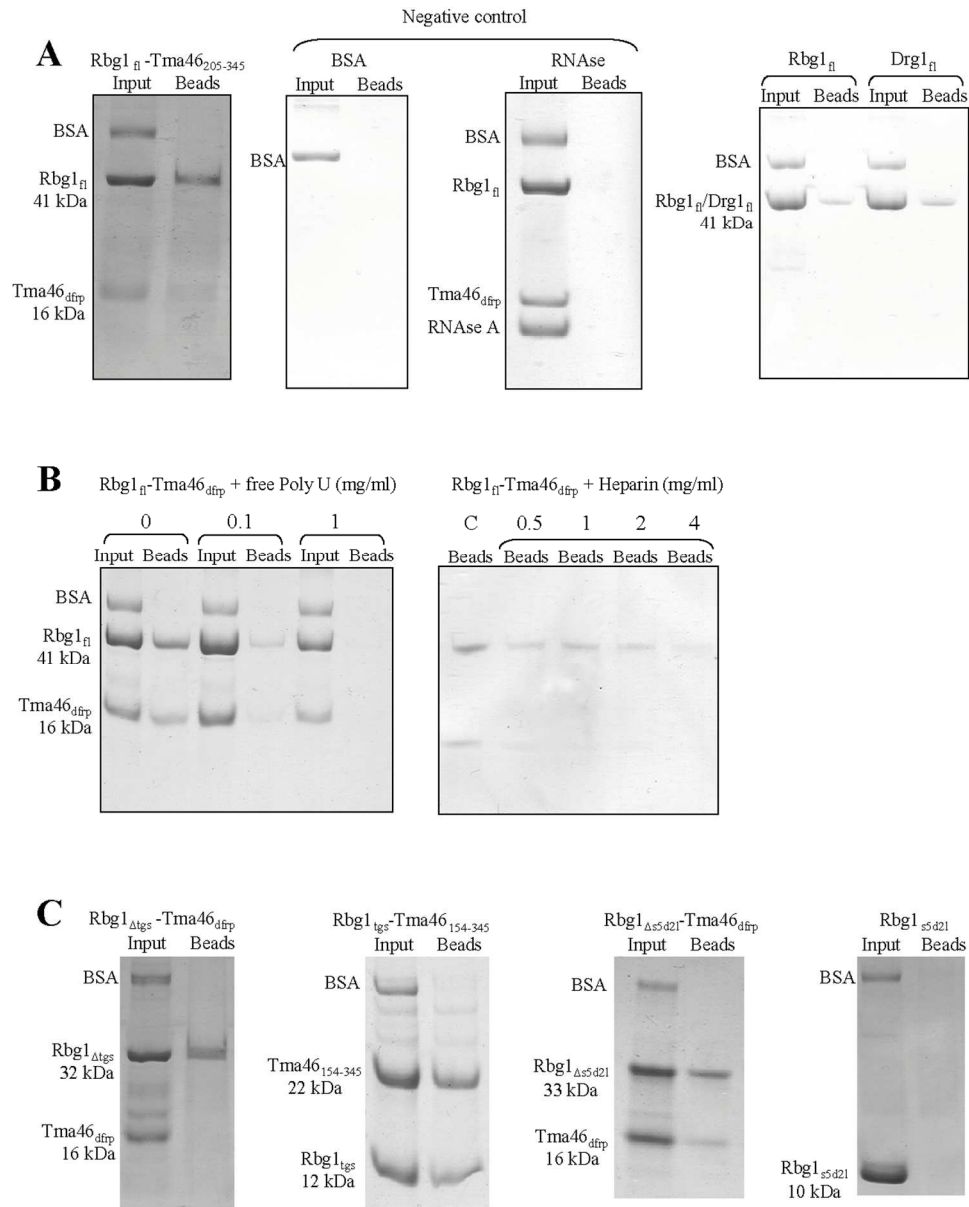 Negative control
A
Rbg1fl -Tma46205-345
Input Beads
BSA
Rbg1fl
41 kDa
Tma46dfrp
16 kDa
BSA
Input Beads
BSA
RNAse
Input Beads
BSA
Rbg1fl
Tma46dfrp
RNAse A
Rbg1fl Drg1fl
Input Beads Input Beads
BSA
Rbg1fl/Drg1fl
41 kDa
B
Rbg1fl-Tma46dfrp + free Poly U (mg/ml)
0 0.1 1
Input Beads Input Beads Input Beads
BSA
Rbg1fl
41 kDa
Tma46dfrp
16 kDa
Rbg1fl-Tma46dfrp + Heparin (mg/ml)
C 0.5 1 2 4
Beads Beads Beads Beads Beads
C
Rbg1Δtgs -Tma46dfrp
Input Beads
BSA
Rbg1Δtgs
32 kDa
Tma46dfrp
16 kDa
Rbg1tgs-Tma46154-345
Input Beads
BSA
Tma46154-345
22 kDa
Rbg1tgs
12 kDa
Rbg1Δs5d21-Tma46dfrp
Input Beads
BSA
Rbg1Δs5d21
33 kDa
Tma46dfrp
16 kDa
Rbg1s5d21
Input Beads
BSA
Rbg1s5d21
10 kDa